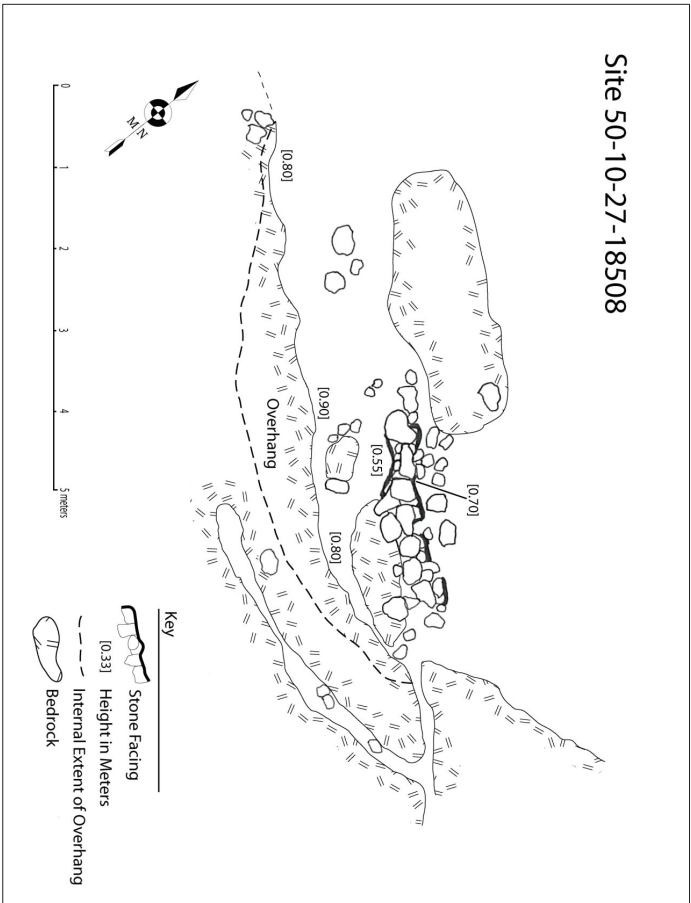 Site 50-10-27-18508
[0.70]
[0.55]
[0.90]
[0.80]
[0.80]
Overhang
M N
0 1 2 3 4 5 meters
Key
Stone Facing
[0.33] Height in Meters
Internal Extent of Overhang
Bedrock